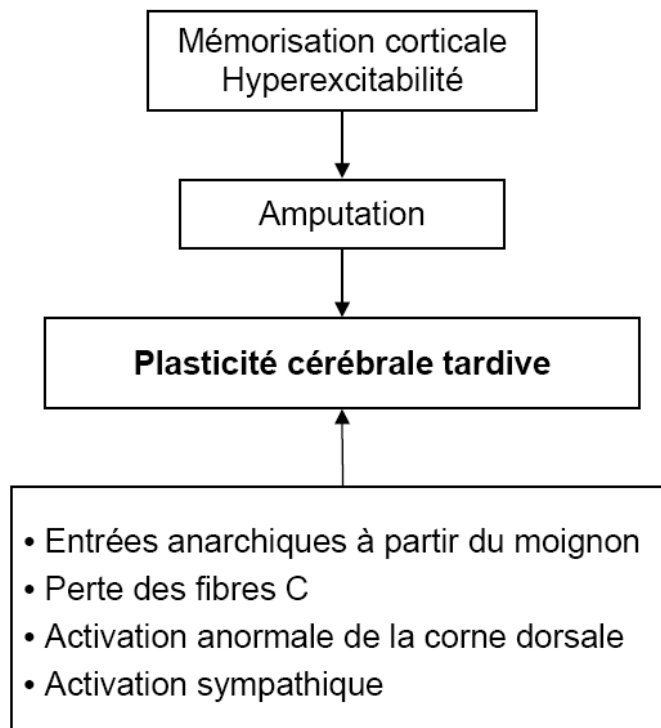 Mémorisation corticale
Hyperexcitabilité
Amputation
Plasticité cérébrale tardive
• Entrées anarchiques à partir du moignon
• Perte des fibres C
• Activation anormale de la corne dorsale
• Activation sympathique